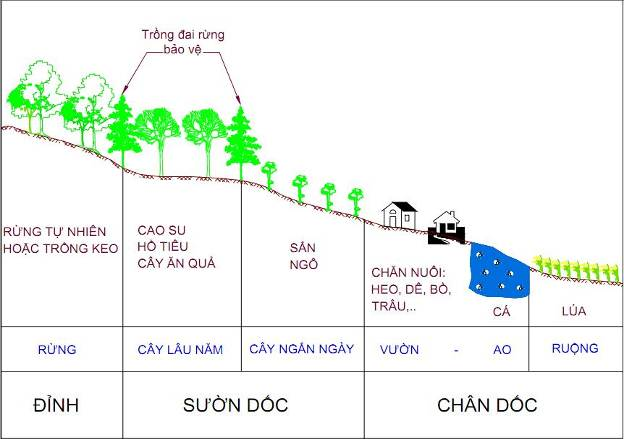 Trồng đai rừng
bảo vệ
RỪNG TỰ NHIÊN
HOẶC TRỒNG KEO
CAO SU
HỒ TIÊU
CÂY ĂN QUẢ
SẮN
NGÔ
CHĂN NUÔI:
HEO, DÊ, BÒ,
TRÂU,..
CÁ
LÚA
RỪNG
CÂY LÂU NĂM
CÂY NGẮN NGÀY
VƯỜN - AO
RUỘNG
ĐỈNH
SƯỜN DỐC
CHÂN DỐC